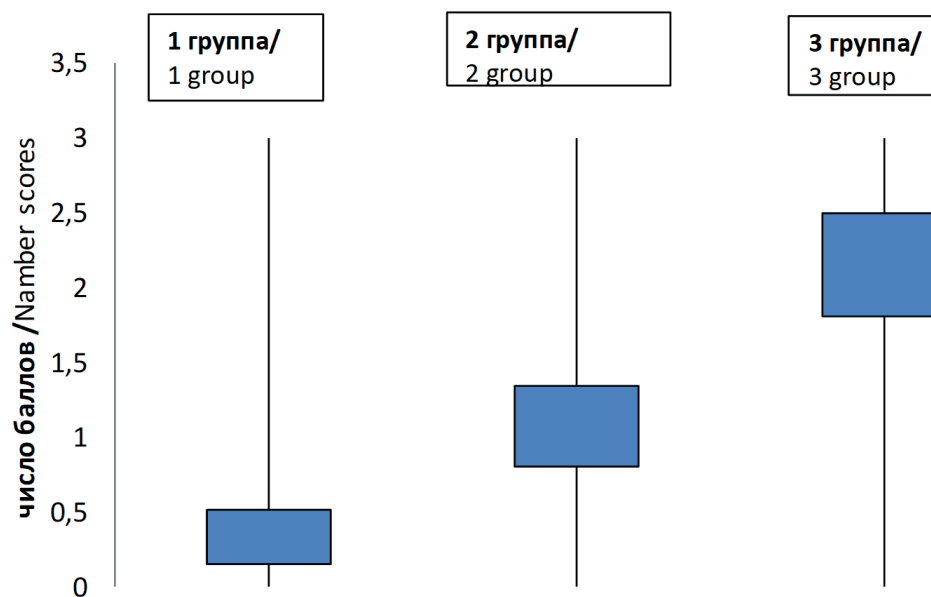 1 группа/
1 group
2 группа/
2 group
3 группа/
3 group
число баллов /Namber scores
3,5
3
2,5
2
1,5
1
0,5
0